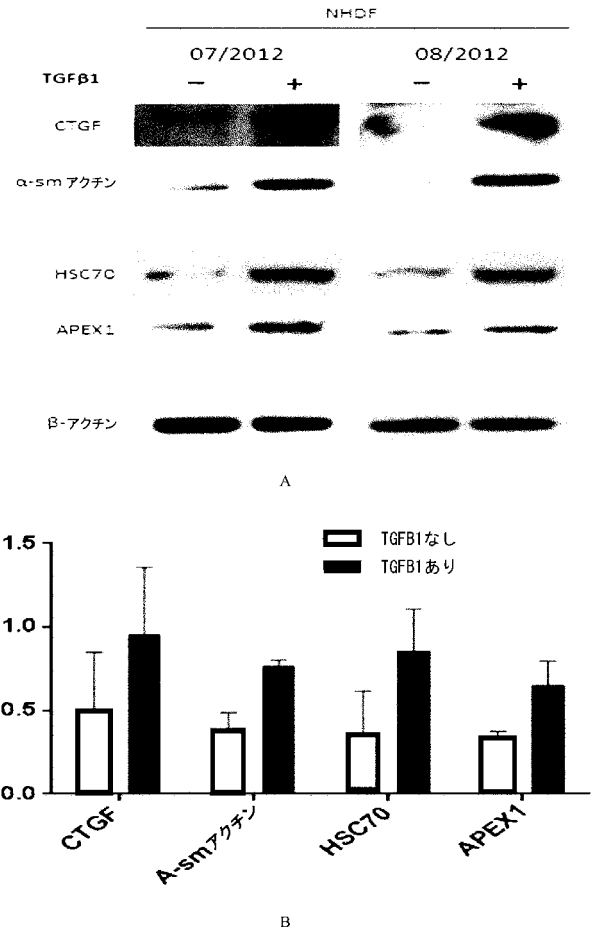 NHDF
07/2012 08/2012
TGFβ1 − + − +
CTGF
α-sm アクチン
HSC70
APEX1
β-アクチン
A
TGFB1なし
TGFB1あり
1.5
1.0
0.5
0.0
CTGF
A-smアクチン
HSC70
APEX1
B